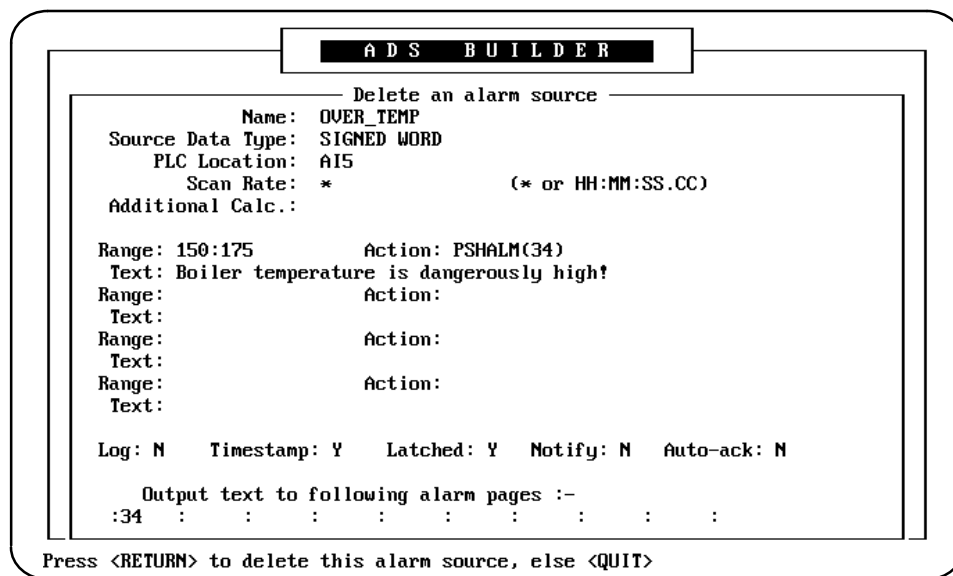 ADS BUILDER
Delete an alarm source
Name: OVER_TEMP
Source Data Type: SIGNED WORD
PLC Location: AI5
Scan Rate: * (* or HH:MM:SS.CC)
Additional Calc.:
Range: 150:175 Action: PSHALM(34)
Text: Boiler temperature is dangerously high!
Range: Action:
Text:
Range: Action:
Text:
Range: Action:
Text:
Log: N Timestamp: Y Latched: Y Notify: N Auto-ack: N
Output text to following alarm pages :-
:34 : : : : : : : : :
Press <RETURN> to delete this alarm source, else <QUIT>